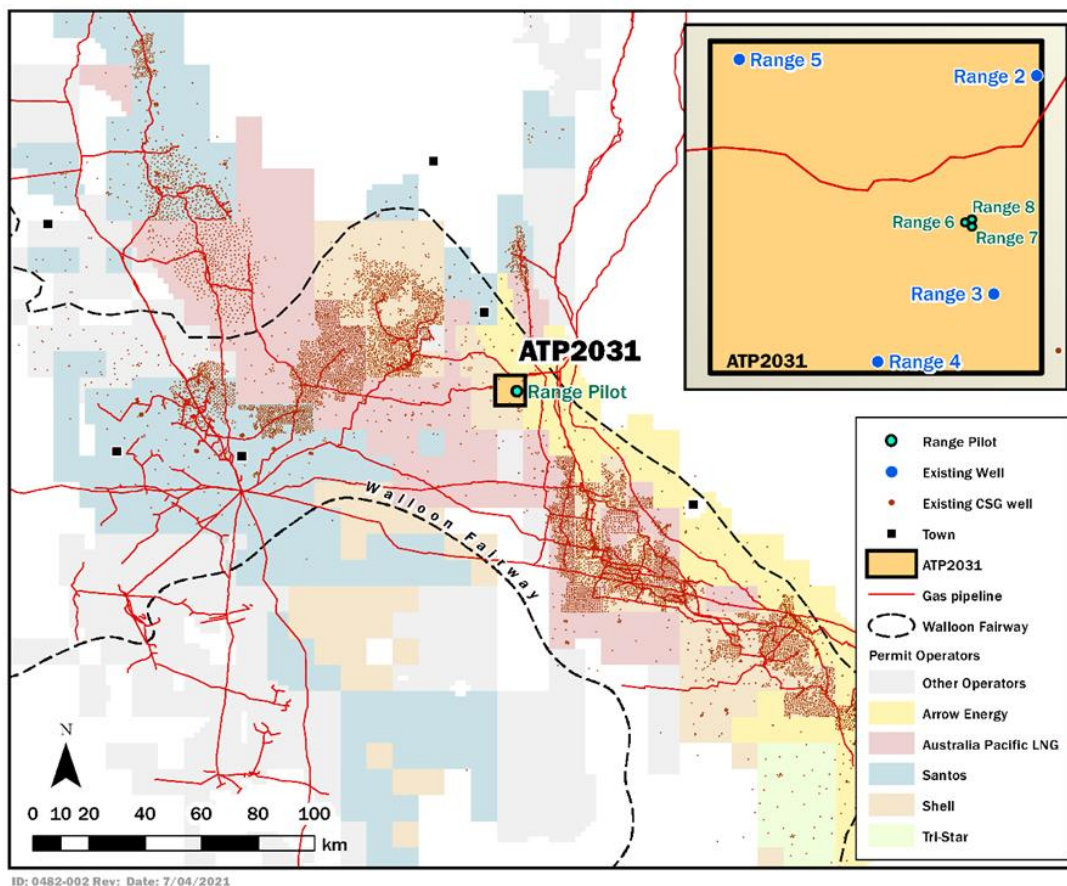 Range 5
Range 2
Range 8
Range 6
Range 7
Range 3
Range 4
ATP2031
ATP2031
Range Pilot
Walloon Fairway
Range Pilot
Existing Well
Existing CSG well
Town
ATP2031
Gas pipeline
Walloon Fairway
Permit Operators
Other Operators
Arrow Energy
Australia Pacific LNG
Santos
Shell
Tri-Star
N
0 10 20 40 60 80 100
km
ID: 0482-002 Rev: Date: 7/04/2021